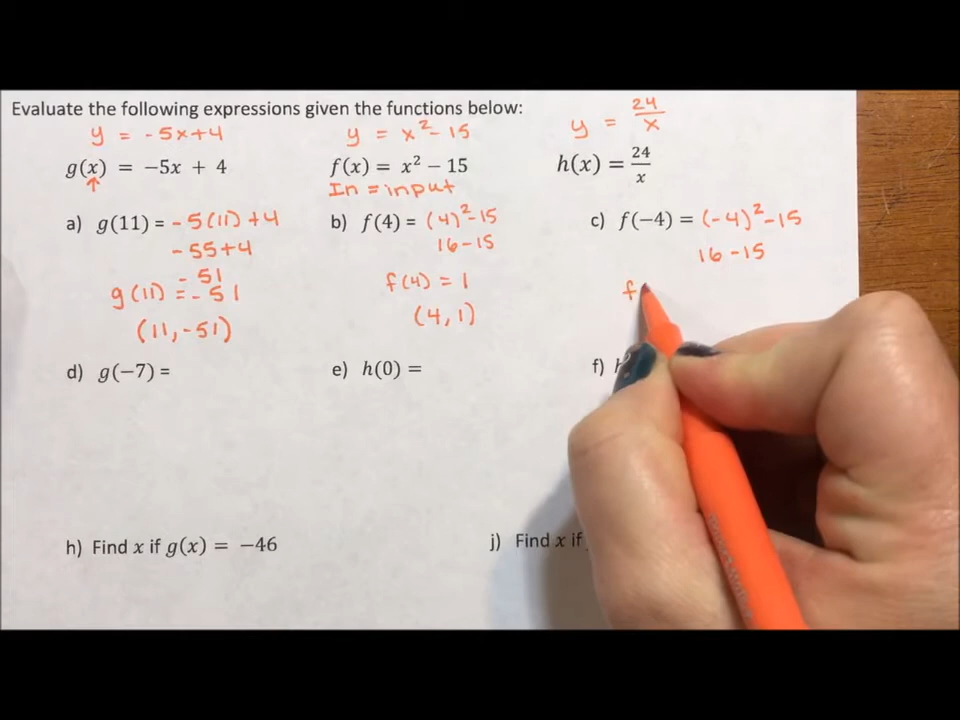 Evaluate the following expressions given the functions below:
y = -5x+4
y = x² - 15
y = 24/x
g(x) = −5x + 4
f(x) = x² − 15
h(x) = 24/x
In = input
a) g(11) = -5(11)+4
-55+4
-51
g(11) = -51
(11,-51)
b) f(4) = (4)²-15
16-15
f(4) = 1
(4,1)
c) f(−4) = (-4)²-15
16-15
f
d) g(−7) =
e) h(0) =
f)
h) Find x if g(x) = −46
j) Find x if